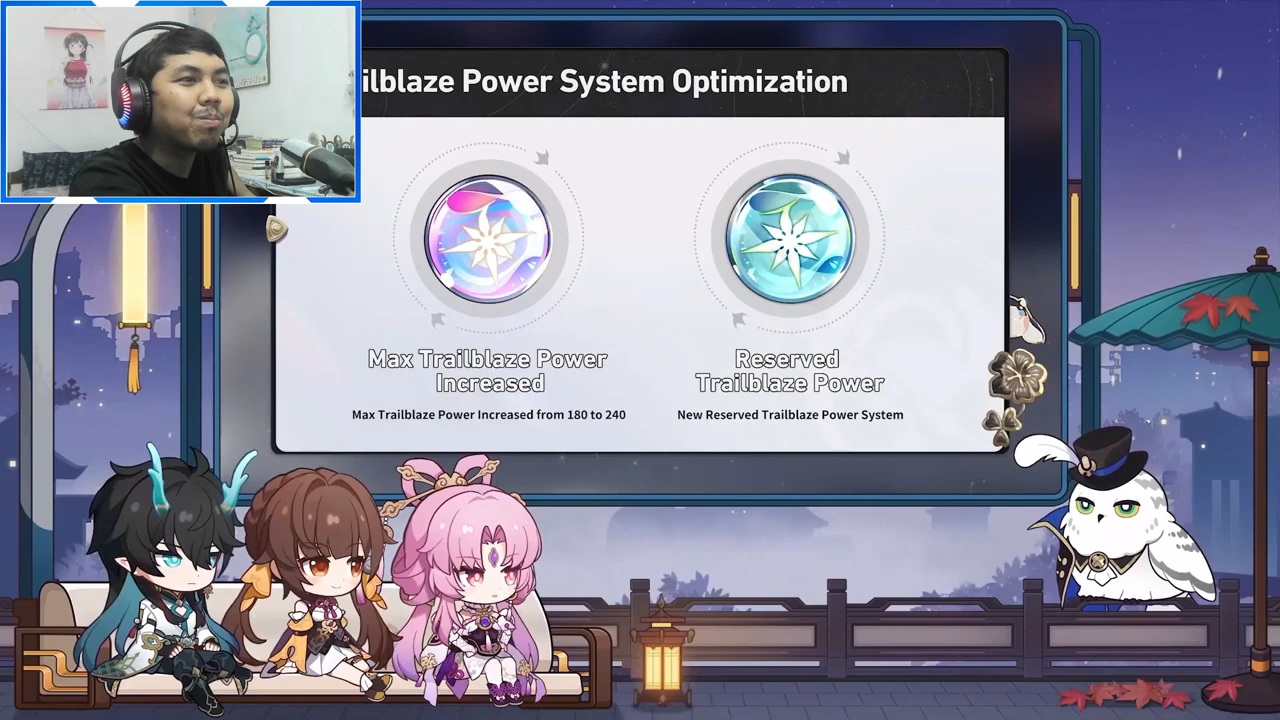 ilblaze Power System Optimization
Max Trailblaze Power
Increased
Max Trailblaze Power Increased from 180 to 240
Reserved
Trailblaze Power
New Reserved Trailblaze Power System